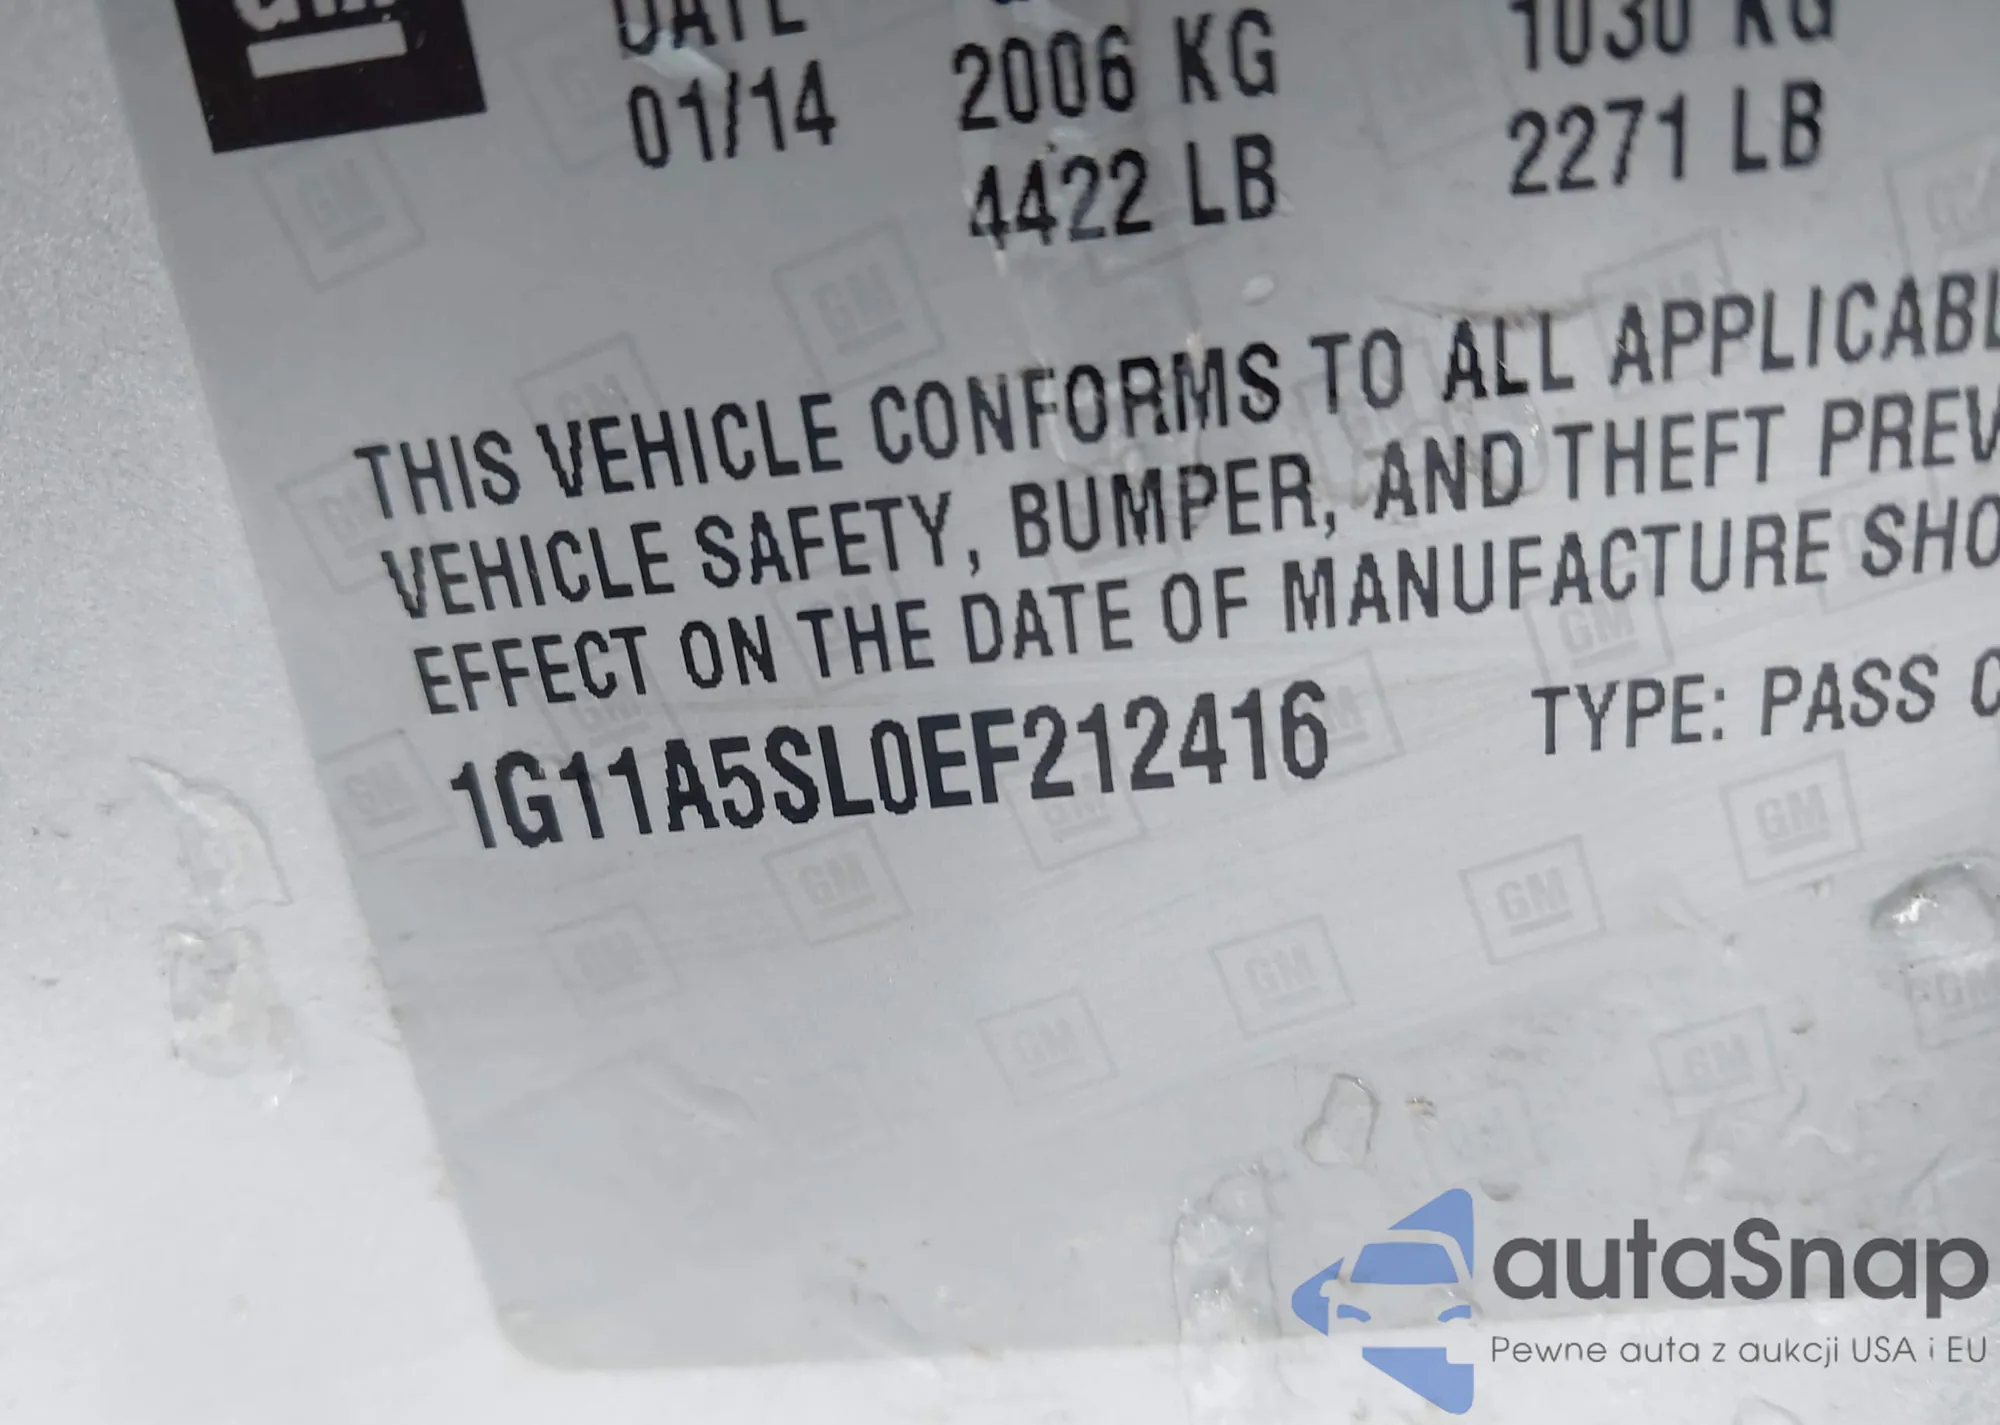 GM
DATE
01/14
2006 KG
4422 LB
1030 KG
2271 LB
THIS VEHICLE CONFORMS TO ALL APPLICABL
VEHICLE SAFETY, BUMPER, AND THEFT PREV
EFFECT ON THE DATE OF MANUFACTURE SHO
1G11A5SL0EF212416 TYPE: PASS C
autaSnap
Pewne auta z aukcji USA i EU